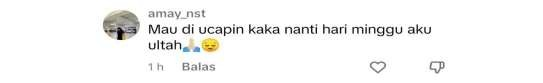 amay_nst
Mau di ucapin kaka nanti hari minggu aku
ultah🙏😔
1 h Balas